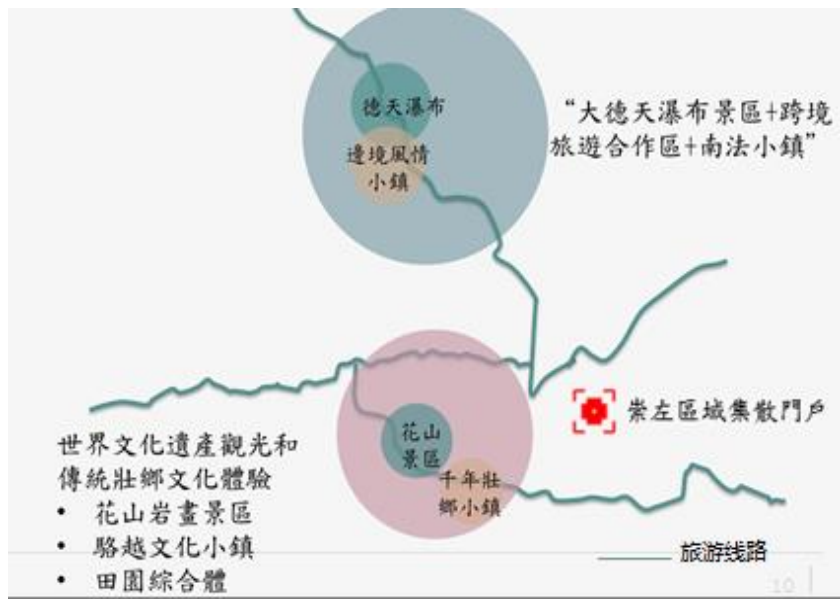 德天瀑布
邊境風情
小鎮
“大德天瀑布景區+跨境
旅遊合作區+南法小鎮”
崇左區域集散門戶
花山
景區
千年壯
鄉小鎮
世界文化遺產觀光和
傳統壯鄉文化體驗
• 花山岩畫景區
• 駱越文化小鎮
• 田園綜合體
旅游线路
10